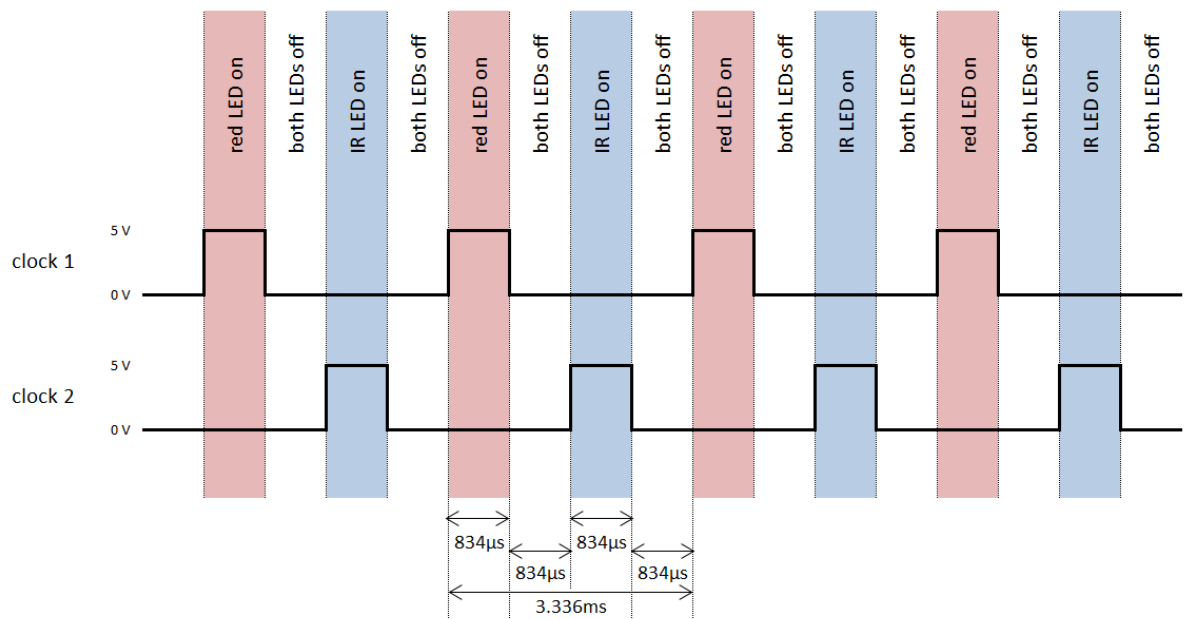 red LED on
both LEDs off
IR LED on
both LEDs off
red LED on
both LEDs off
IR LED on
both LEDs off
red LED on
both LEDs off
IR LED on
both LEDs off
red LED on
both LEDs off
IR LED on
both LEDs off
5 V
clock 1
0 V
5 V
clock 2
0 V
834µs
834µs
834µs
834µs
3.336ms